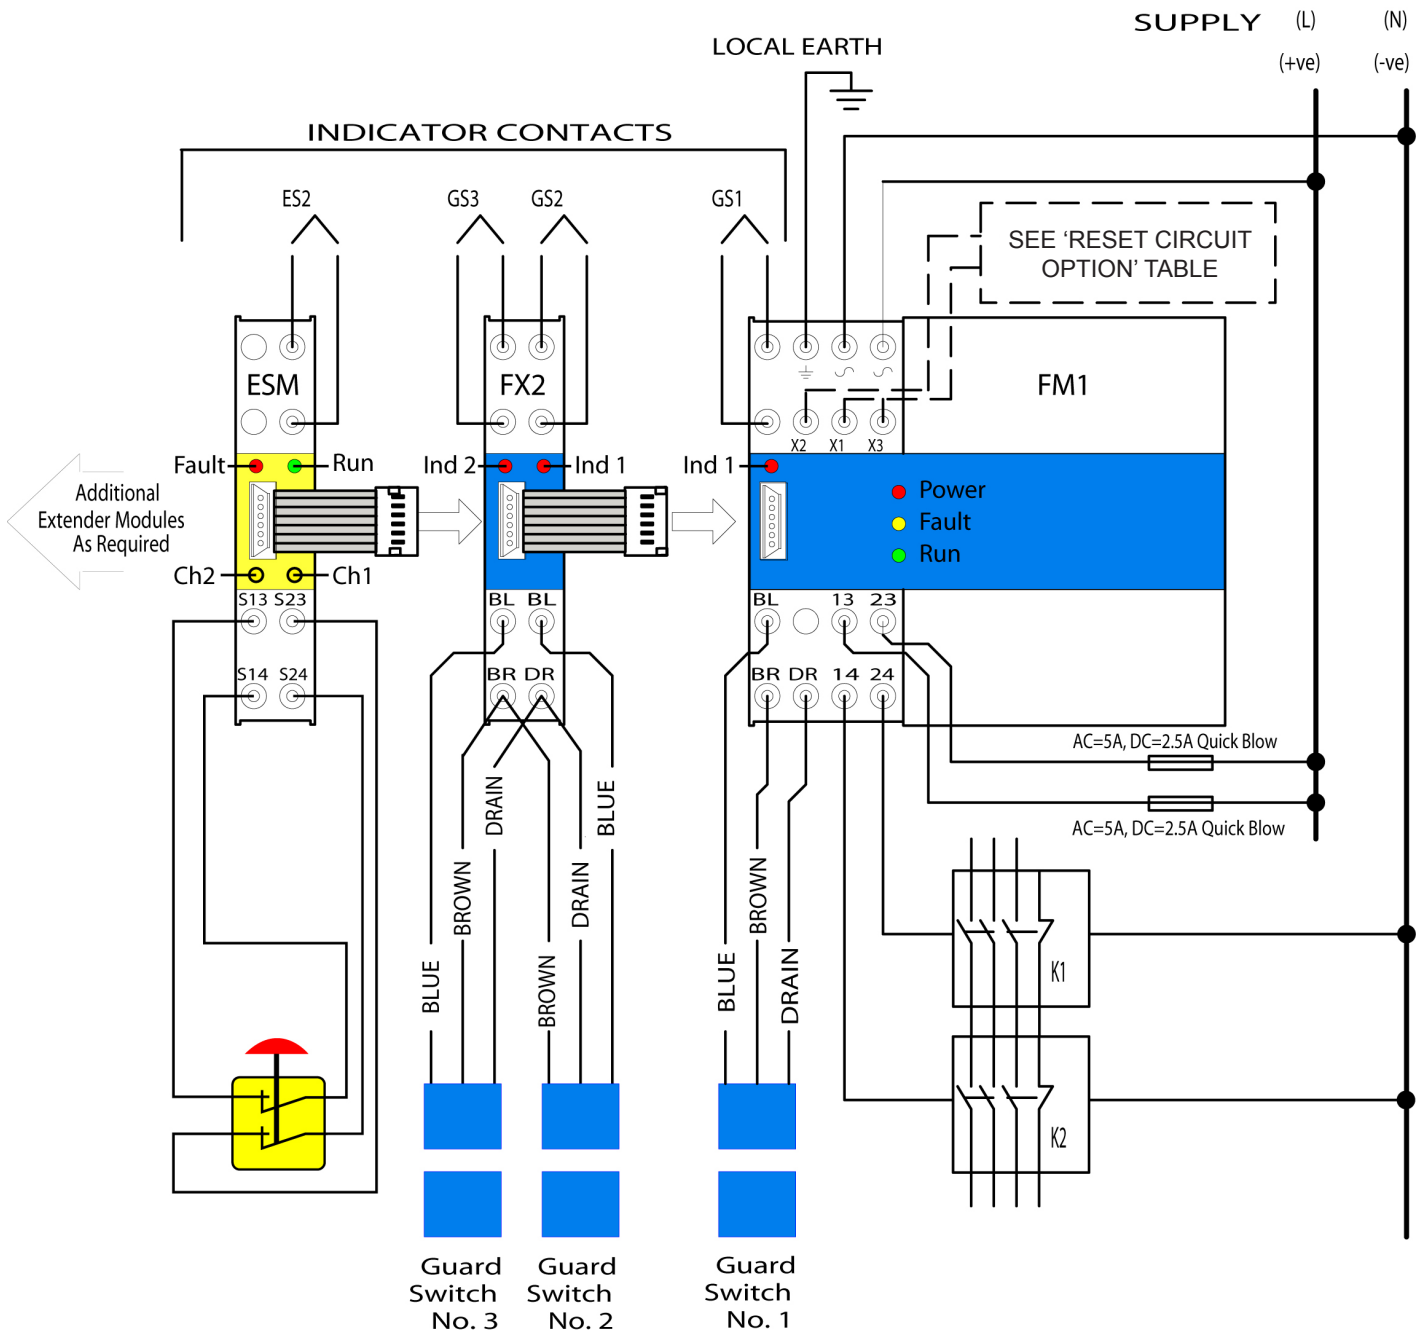 SUPPLY (L) (N)
(+ve) (-ve)
LOCAL EARTH
INDICATOR CONTACTS
ES2 GS3 GS2 GS1
SEE ‘RESET CIRCUIT
OPTION’ TABLE
ESM FX2 FM1
X2 X1 X3
Fault Run Ind 2 Ind 1 Ind 1
Additional
Extender Modules
As Required
Power
Fault
Run
Ch2 Ch1
S13 S23 BL BL BL 13 23
S14 S24 BR DR BR DR 14 24
AC=5A, DC=2.5A Quick Blow
AC=5A, DC=2.5A Quick Blow
DRAIN
BLUE
BROWN
DRAIN
BROWN
BLUE
BROWN
BLUE
DRAIN
K1
K2
Guard
Switch
No. 3
Guard
Switch
No. 2
Guard
Switch
No. 1